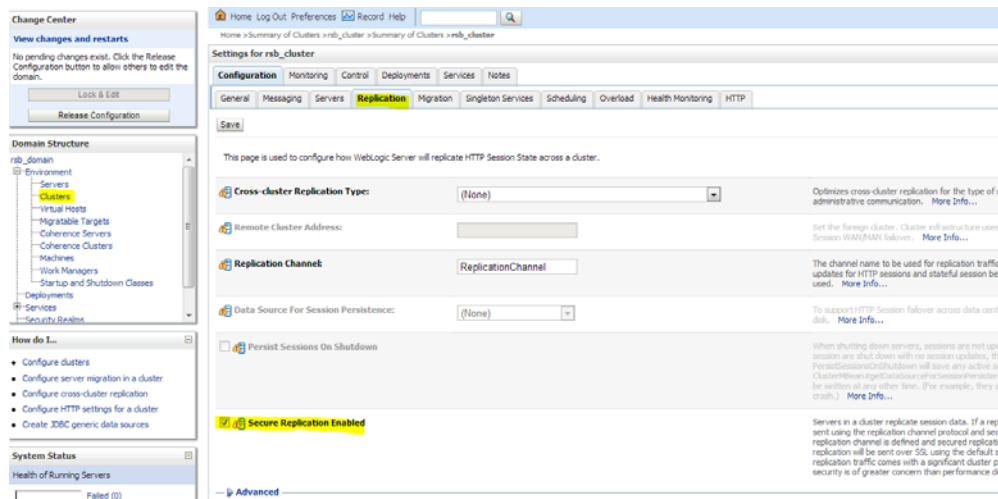 Change Center
View changes and restarts
No pending changes exist. Click the Release
Configuration button to allow others to edit the
domain.
Lock & Edit
Release Configuration
Domain Structure
rsb_domain
Environment
Servers
Clusters
Virtual Hosts
Migratable Targets
Coherence Servers
Coherence Clusters
Machines
Work Managers
Startup and Shutdown Classes
Deployments
Services
Security Realms
How do I...
Configure clusters
Configure server migration in a cluster
Configure cross-cluster replication
Configure HTTP settings for a cluster
Create JDBC generic data sources
System Status
Health of Running Servers
Failed (0)
Home Log Out Preferences Record Help
Home >Summary of Clusters >rsb_cluster >Summary of Clusters >rsb_cluster
Settings for rsb_cluster
Configuration Monitoring Control Deployments Services Notes
General Messaging Servers Replication Migration Singleton Services Scheduling Overload Health Monitoring HTTP
Save
This page is used to configure how WebLogic Server will replicate HTTP Session State across a cluster.
Cross-cluster Replication Type: (None)
Optimizes cross-cluster replication for the type of
administrative communication. More Info...
Remote Cluster Address:
Set the foreign cluster. Cluster infrastructure uses
Session WAN/MAN failover. More Info...
Replication Channel: ReplicationChannel
The channel name to be used for replication traffic
updates for HTTP sessions and stateful session be
used. More Info...
Data Source For Session Persistence: (None)
To support HTTP Session failover across data cent
disk. More Info...
Persist Sessions On Shutdown
When shutting down servers, sessions are not upd
session are shut down with no session updates, th
PersistSessionsOnShutdown will save any active s
ClusterMBean#getDataSourceForSessionPersisten
be written at any other time. (For example, they a
crash.) More Info...
Secure Replication Enabled
Servers in a cluster replicate session data. If a rep
sent using the replication channel protocol and sec
replication channel is defined and secured replicati
replication will be sent over SSL using the default s
replication traffic comes with a significant cluster p
security is of greater concern than performance d
Advanced